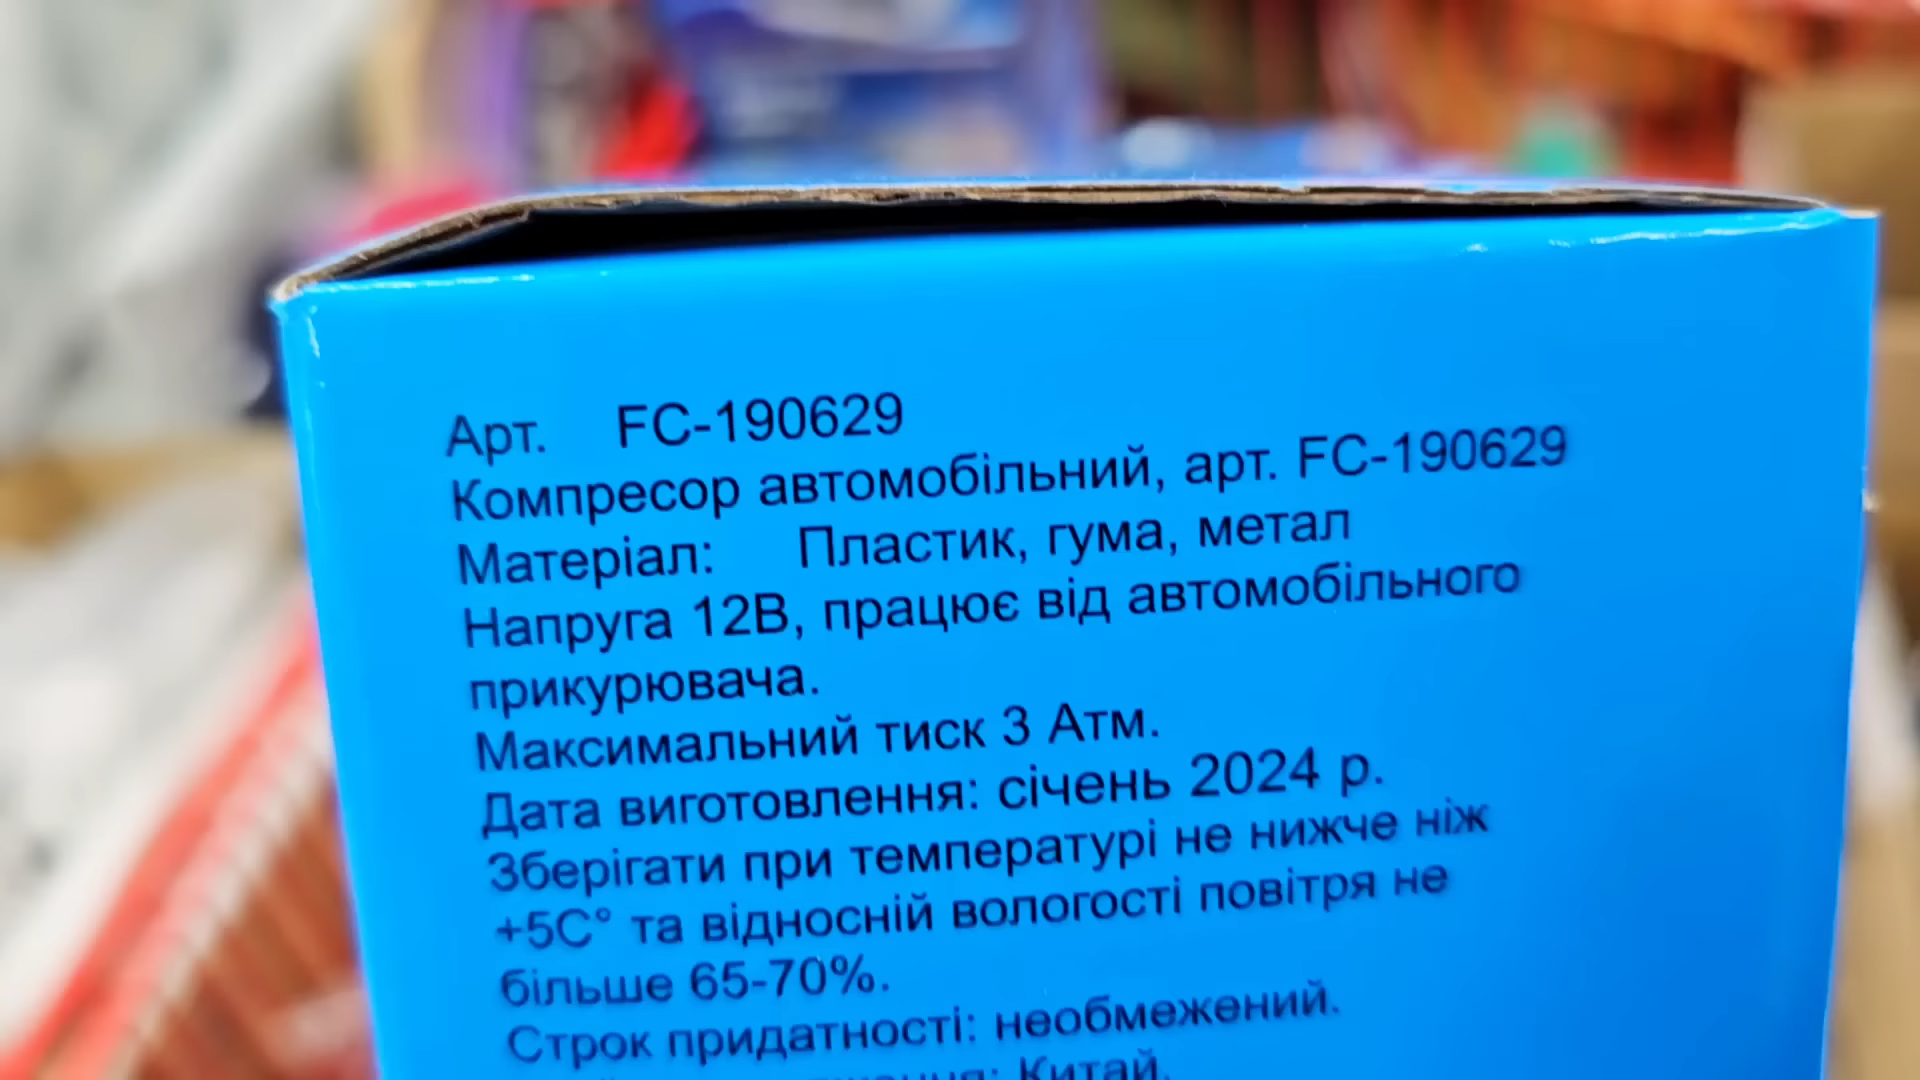 Арт. FC-190629
Компресор автомобільний, арт. FC-190629
Матеріал: Пластик, гума, метал
Напруга 12В, працює від автомобільного
прикурювача.
Максимальний тиск 3 Атм.
Дата виготовлення: січень 2024 р.
Зберігати при температурі не нижче ніж
+5С° та відносній вологості повітря не
більше 65-70%.
Строк придатності: необмежений.
Китай.